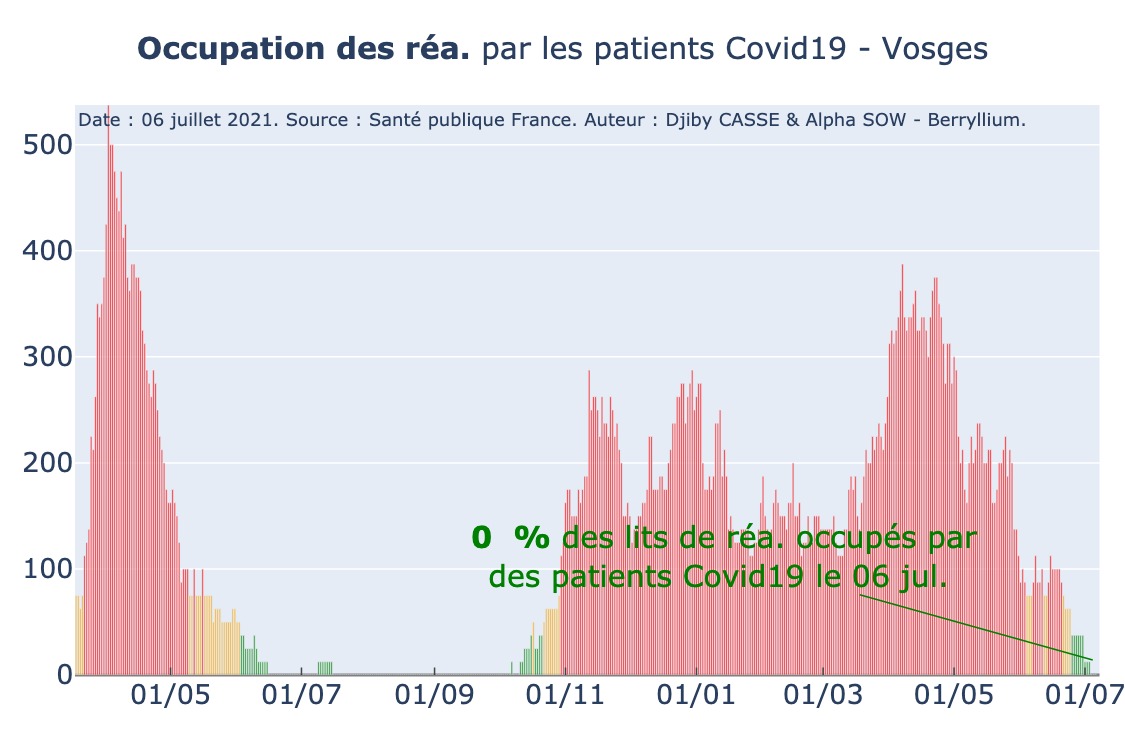 Occupation des réa. par les patients Covid19 - Vosges
Date : 06 juillet 2021. Source : Santé publique France. Auteur : Djiby CASSE & Alpha SOW - Berryllium.
500
400
300
200
100
0
0 % des lits de réa. occupés par
des patients Covid19 le 06 jul.
01/05 01/07 01/09 01/11 01/01 01/03 01/05 01/07